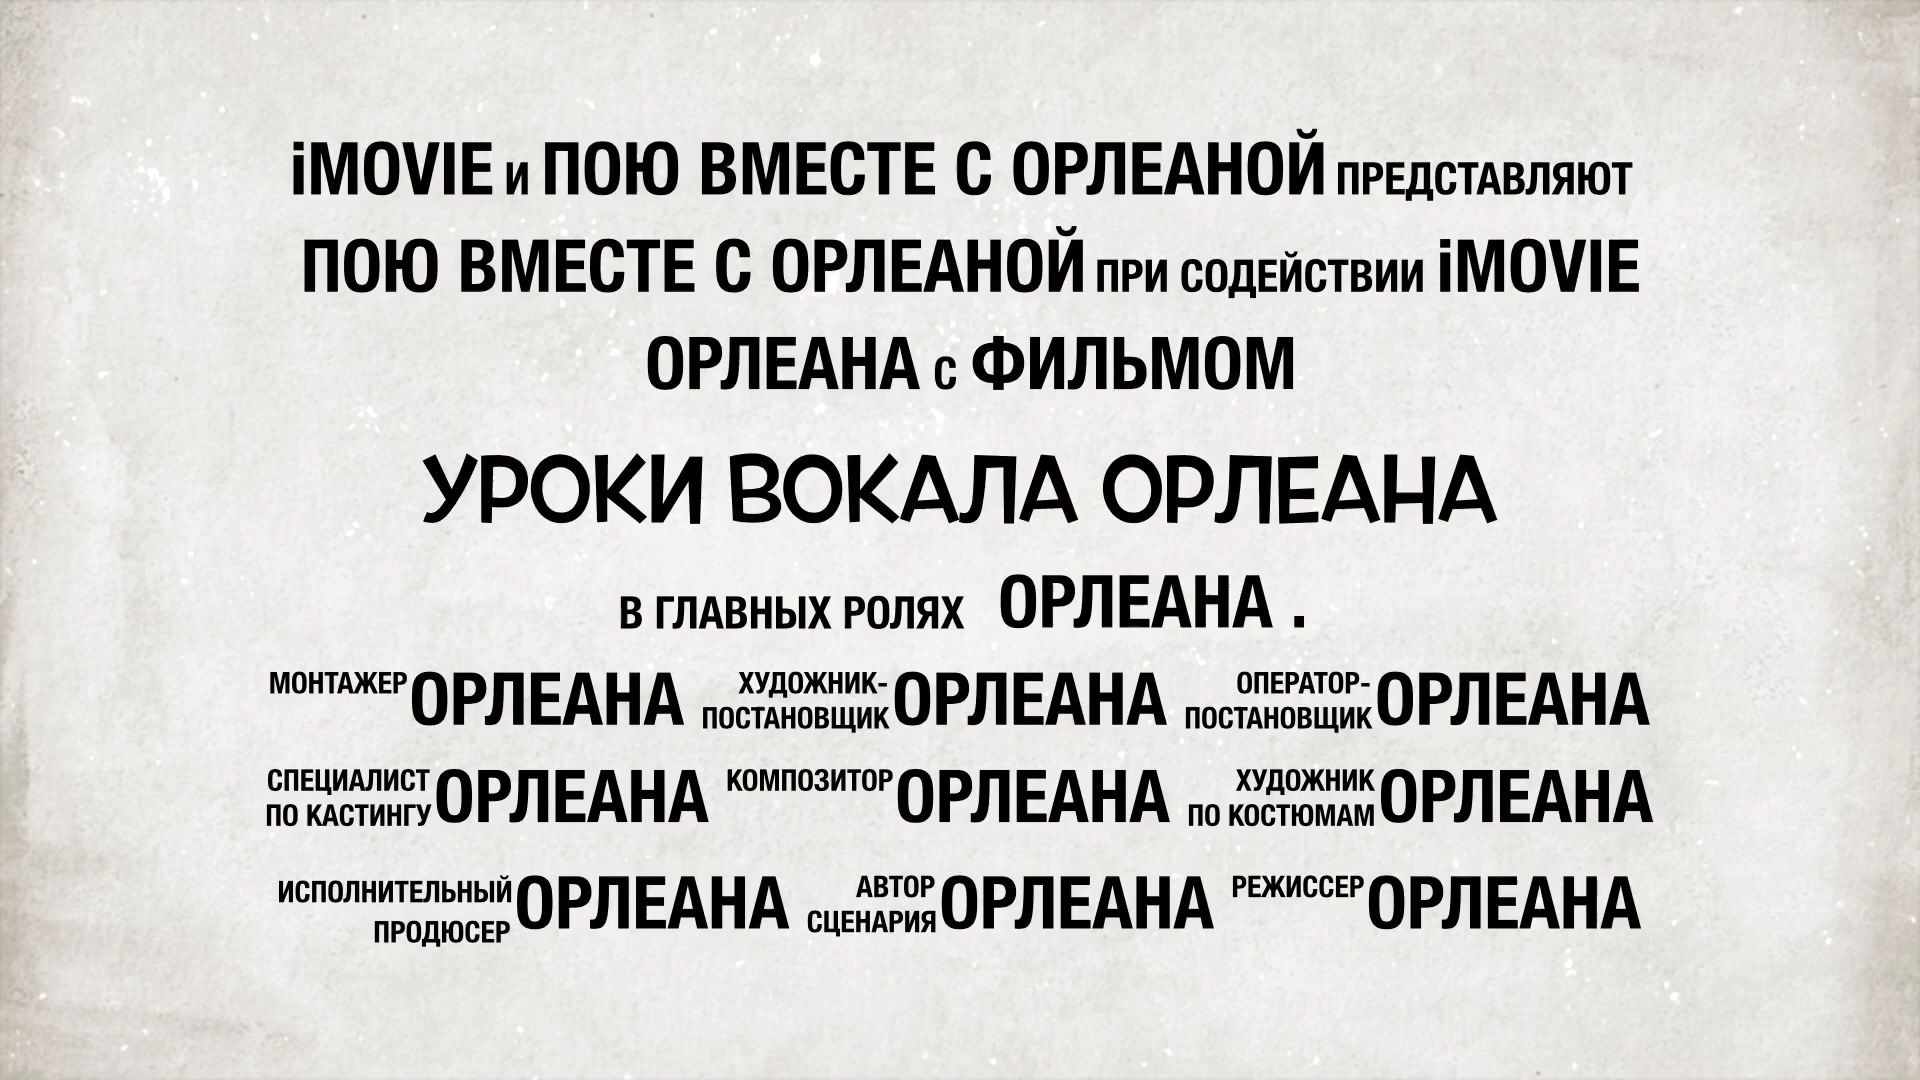 iMOVIE и ПОЮ ВМЕСТЕ С ОРЛЕАНОЙ ПРЕДСТАВЛЯЮТ
ПОЮ ВМЕСТЕ С ОРЛЕАНОЙ ПРИ СОДЕЙСТВИИ iMOVIE
ОРЛЕАНА С ФИЛЬМОМ
УРОКИ ВОКАЛА ОРЛЕАНА
В ГЛАВНЫХ РОЛЯХ ОРЛЕАНА .
МОНТАЖЕР ОРЛЕАНА ХУДОЖНИК-ПОСТАНОВЩИК ОРЛЕАНА ОПЕРАТОР-ПОСТАНОВЩИК ОРЛЕАНА
СПЕЦИАЛИСТ ПО КАСТИНГУ ОРЛЕАНА КОМПОЗИТОР ОРЛЕАНА ХУДОЖНИК ПО КОСТЮМАМ ОРЛЕАНА
ИСПОЛНИТЕЛЬНЫЙ ПРОДЮСЕР ОРЛЕАНА АВТОР СЦЕНАРИЯ ОРЛЕАНА РЕЖИССЕР ОРЛЕАНА